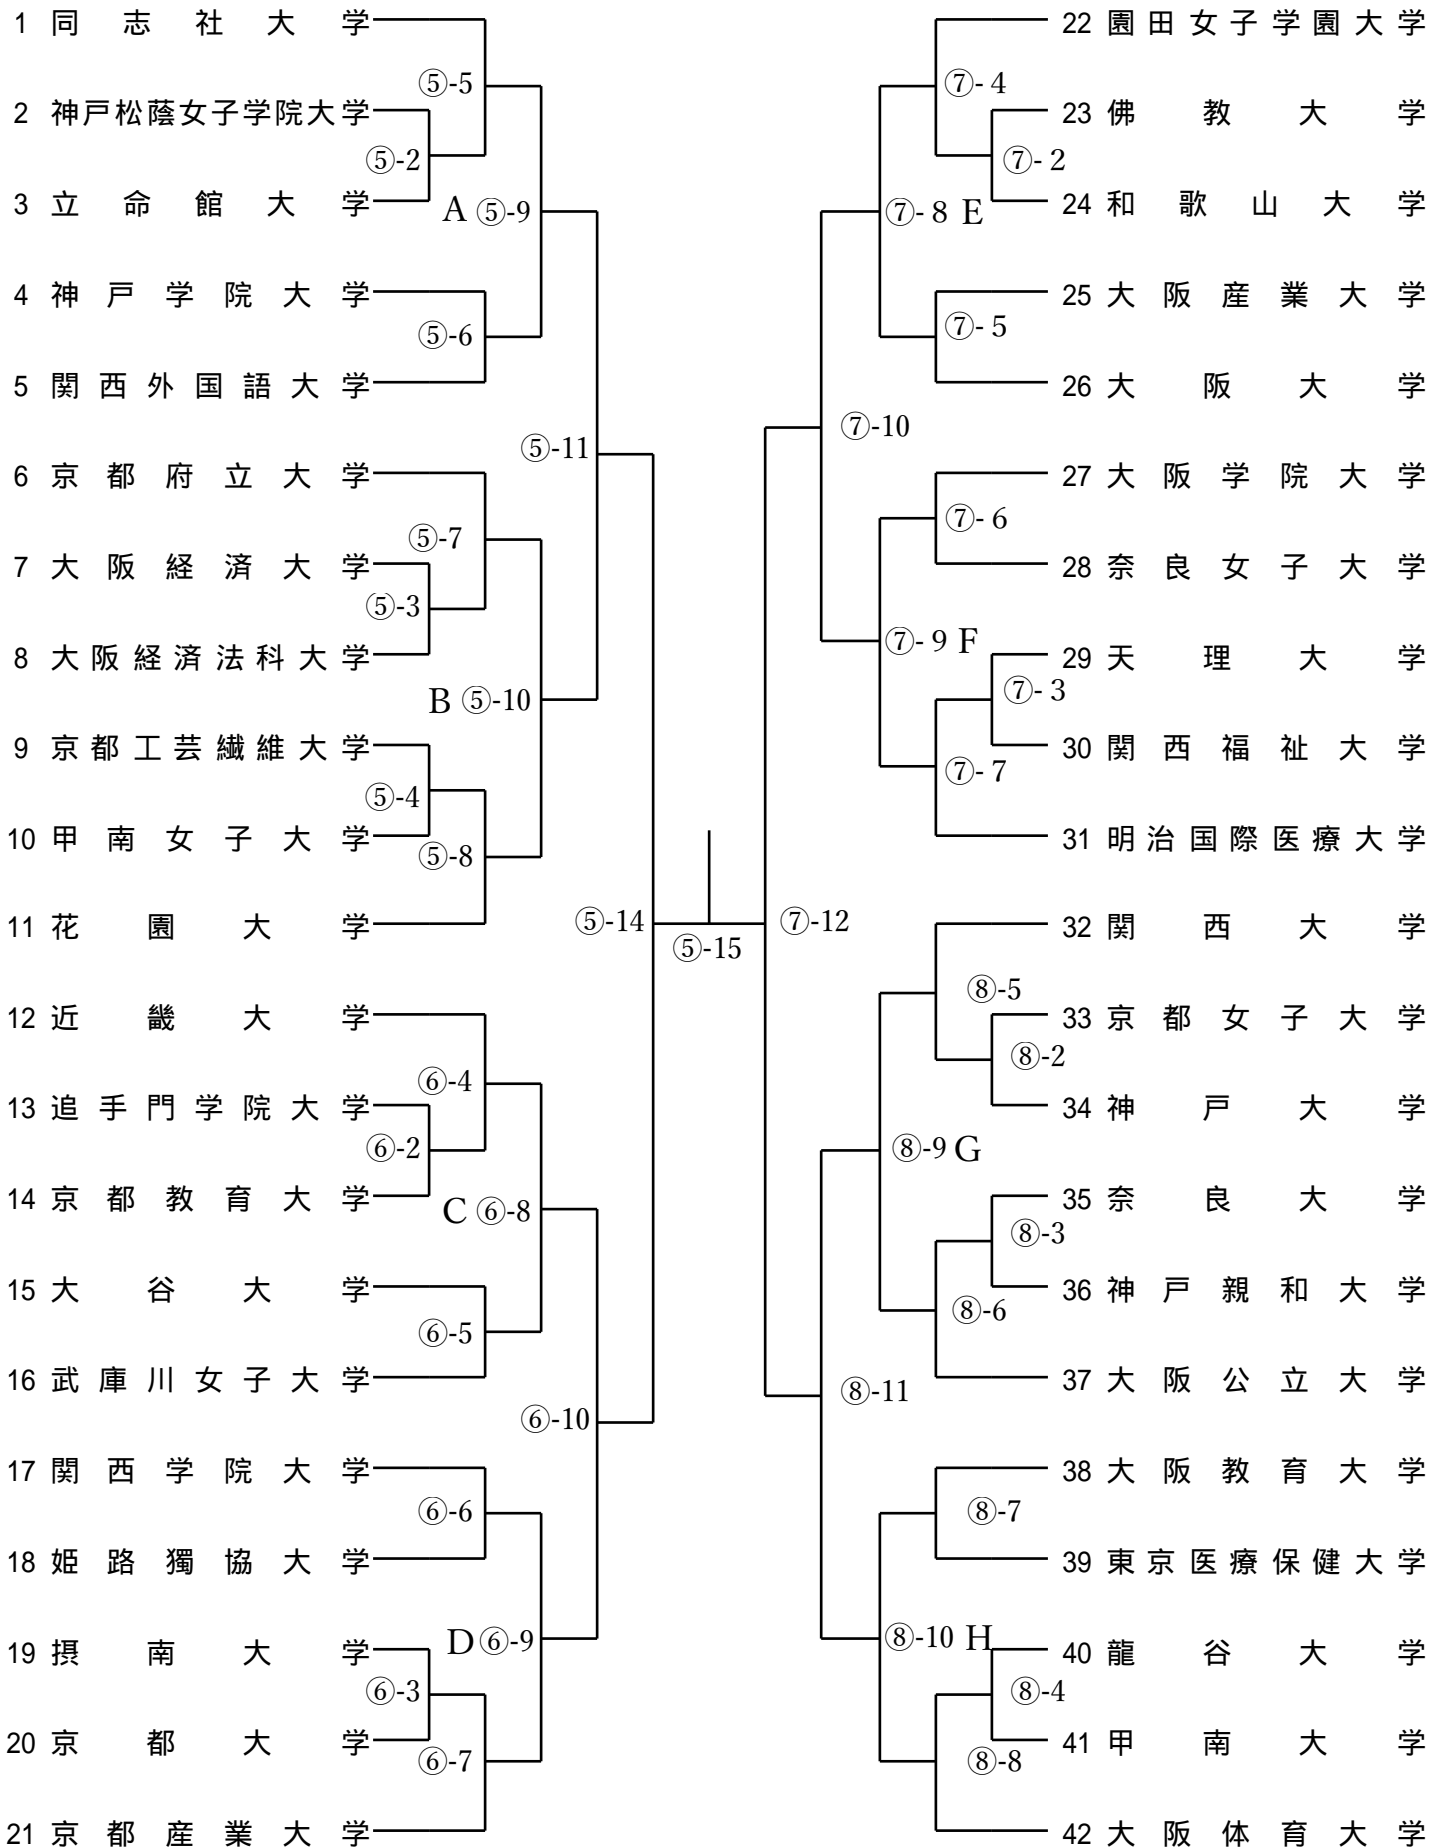 1 同志社大学
⑤-5
2 神戸松蔭女子学院大学
⑤-2
3 立命館大学
A ⑤-9
4 神戸学院大学
⑤-6
5 関西外国語大学
⑤-11
6 京都府立大学
⑤-7
7 大阪経済大学
⑤-3
8 大阪経済法科大学
B ⑤-10
9 京都工芸繊維大学
⑤-4
10 甲南女子大学
⑤-8
11 花園大学
⑤-14
⑤-15
12 近畿大学
⑥-4
13 追手門学院大学
⑥-2
14 京都教育大学
C ⑥-8
15 大谷大学
⑥-5
16 武庫川女子大学
⑥-10
17 関西学院大学
⑥-6
18 姫路獨協大学
D ⑥-9
19 摂南大学
⑥-3
20 京都大学
⑥-7
21 京都産業大学
22 園田女子学園大学
⑦- 4
23 佛教大学
⑦- 2
24 和歌山大学
⑦- 8 E
25 大阪産業大学
⑦- 5
26 大阪大学
⑦-10
27 大阪学院大学
⑦- 6
28 奈良女子大学
⑦- 9 F
29 天理大学
⑦- 3
30 関西福祉大学
⑦- 7
31 明治国際医療大学
⑦-12
32 関西大学
⑧-5
33 京都女子大学
⑧-2
34 神戸大学
⑧-9 G
35 奈良大学
⑧-3
36 神戸親和大学
⑧-6
37 大阪公立大学
⑧-11
38 大阪教育大学
⑧-7
39 東京医療保健大学
⑧-10 H
40 龍谷大学
⑧-4
41 甲南大学
⑧-8
42 大阪体育大学